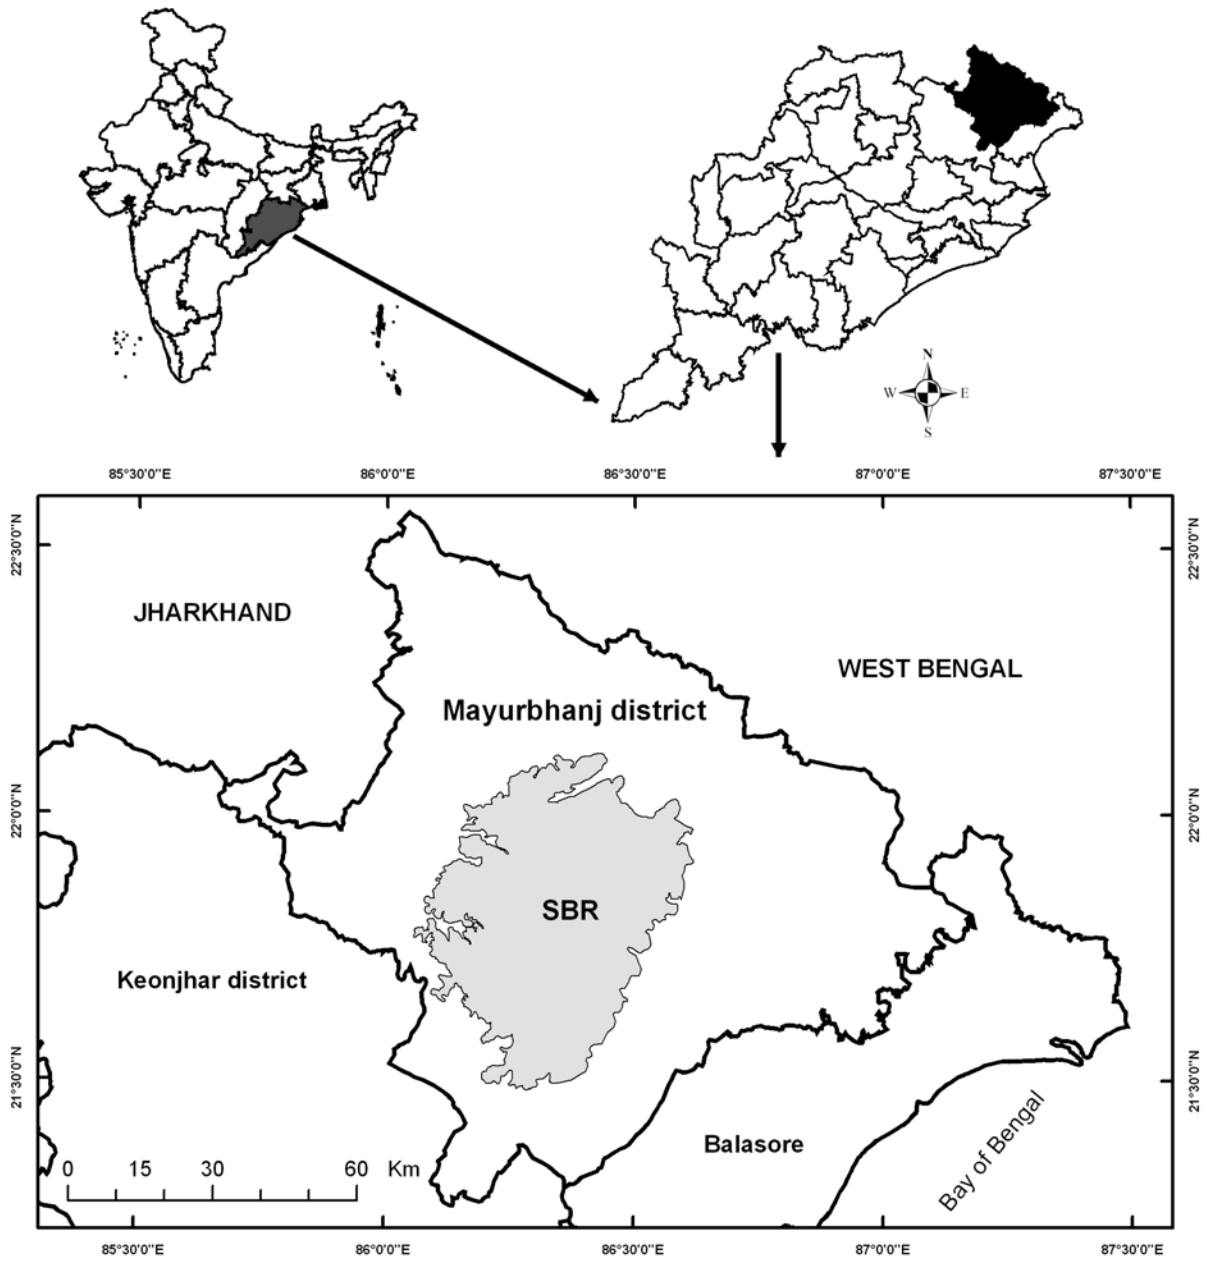 N
W E
S
85°30'0"E 86°0'0"E 86°30'0"E 87°0'0"E 87°30'0"E
22°30'0"N 22°30'0"N
JHARKHAND
WEST BENGAL
Mayurbhanj district
22°0'0"N 22°0'0"N
SBR
Keonjhar district
21°30'0"N 21°30'0"N
Balasore
Bay of Bengal
0 15 30 60 Km
85°30'0"E 86°0'0"E 86°30'0"E 87°0'0"E 87°30'0"E